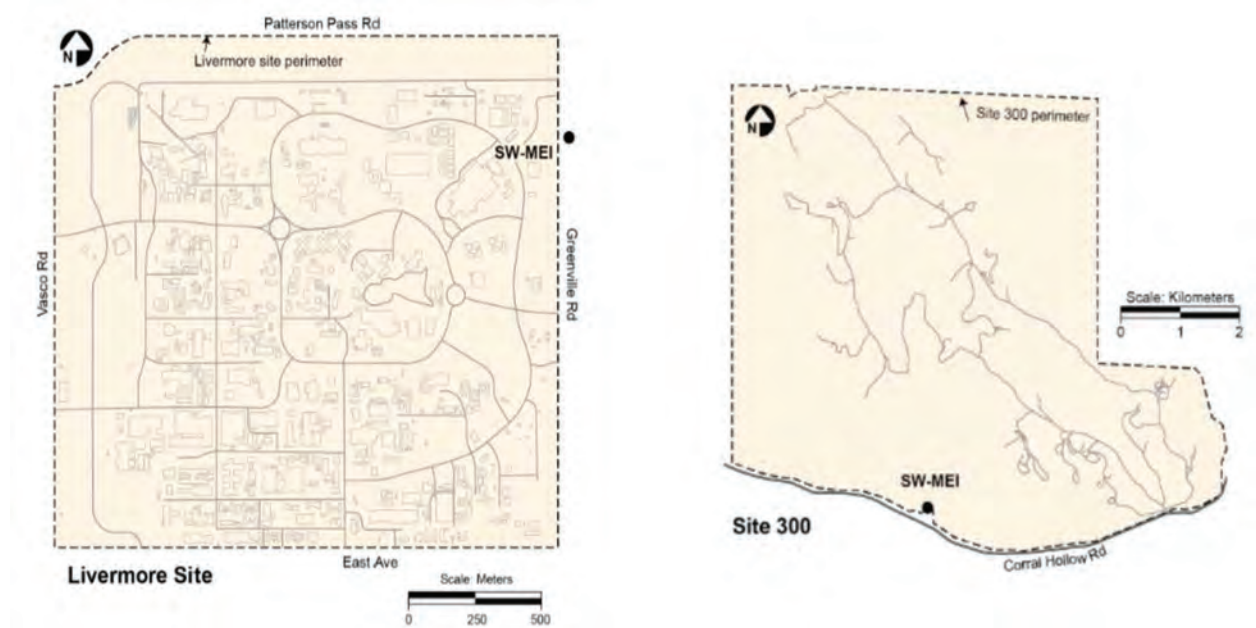 Patterson Pass Rd
N
Livermore site perimeter
SW-MEI
Vasco Rd
Greenville Rd
East Ave
Livermore Site
Scale: Meters
0 250 500
N
Site 300 perimeter
Scale: Kilometers
0 1 2
SW-MEI
Site 300
Corral Hollow Rd